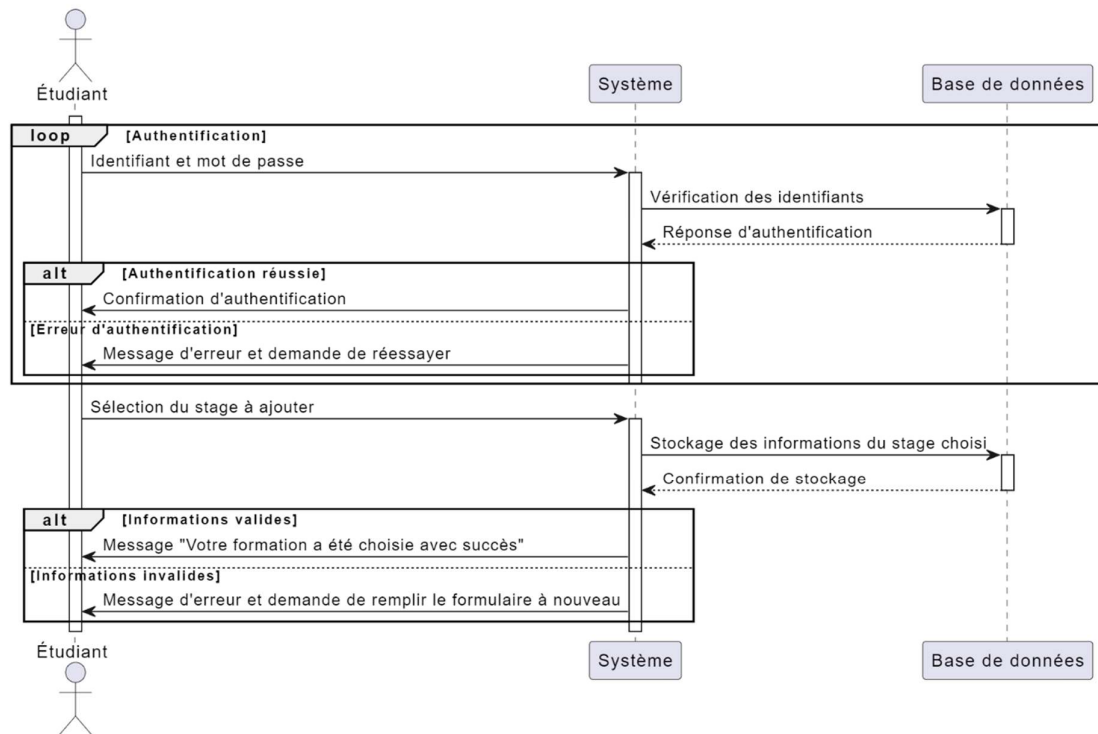 Étudiant
Système
Base de données
loop [Authentification]
Identifiant et mot de passe
Vérification des identifiants
Réponse d'authentification
alt [Authentification réussie]
Confirmation d'authentification
[Erreur d'authentification]
Message d'erreur et demande de réessayer
Sélection du stage à ajouter
Stockage des informations du stage choisi
Confirmation de stockage
alt [Informations valides]
Message "Votre formation a été choisie avec succès"
[Informations invalides]
Message d'erreur et demande de remplir le formulaire à nouveau
Étudiant
Système
Base de données